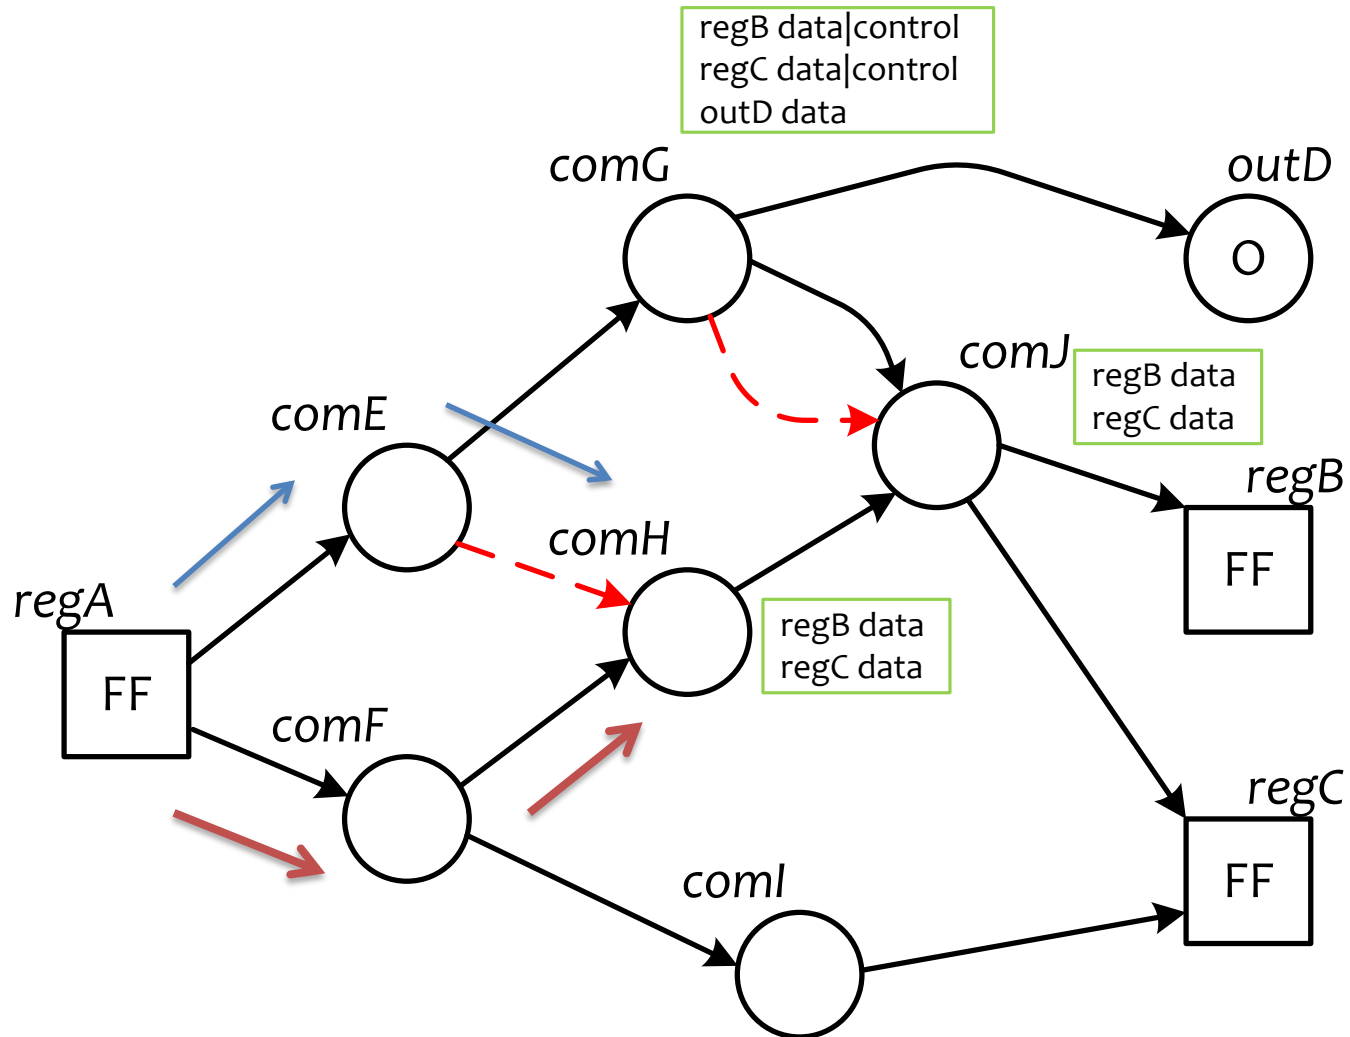 regB data|control
regC data|control
outD data
comG
outD
O
comJ
regB data
regC data
comE
regB
comH
FF
regA
regB data
regC data
FF
comF
regC
comI
FF